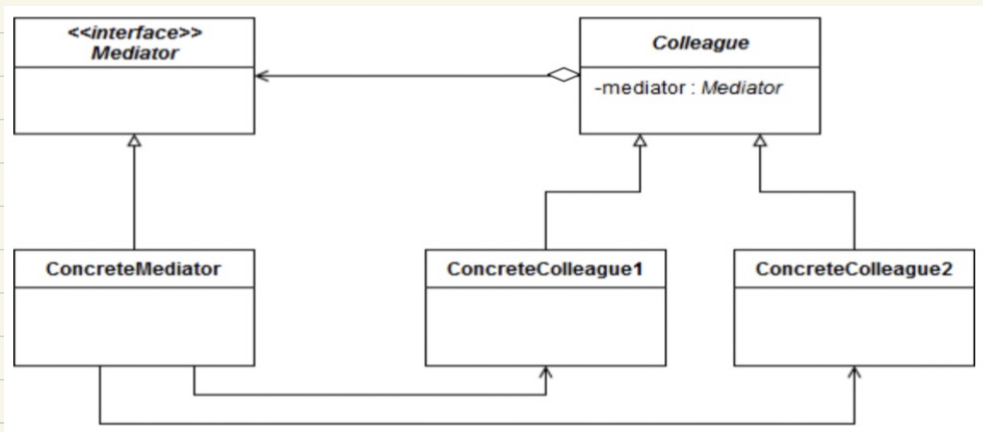 <<interface>>
Mediator
Colleague
-mediator : Mediator
ConcreteMediator
ConcreteColleague1
ConcreteColleague2